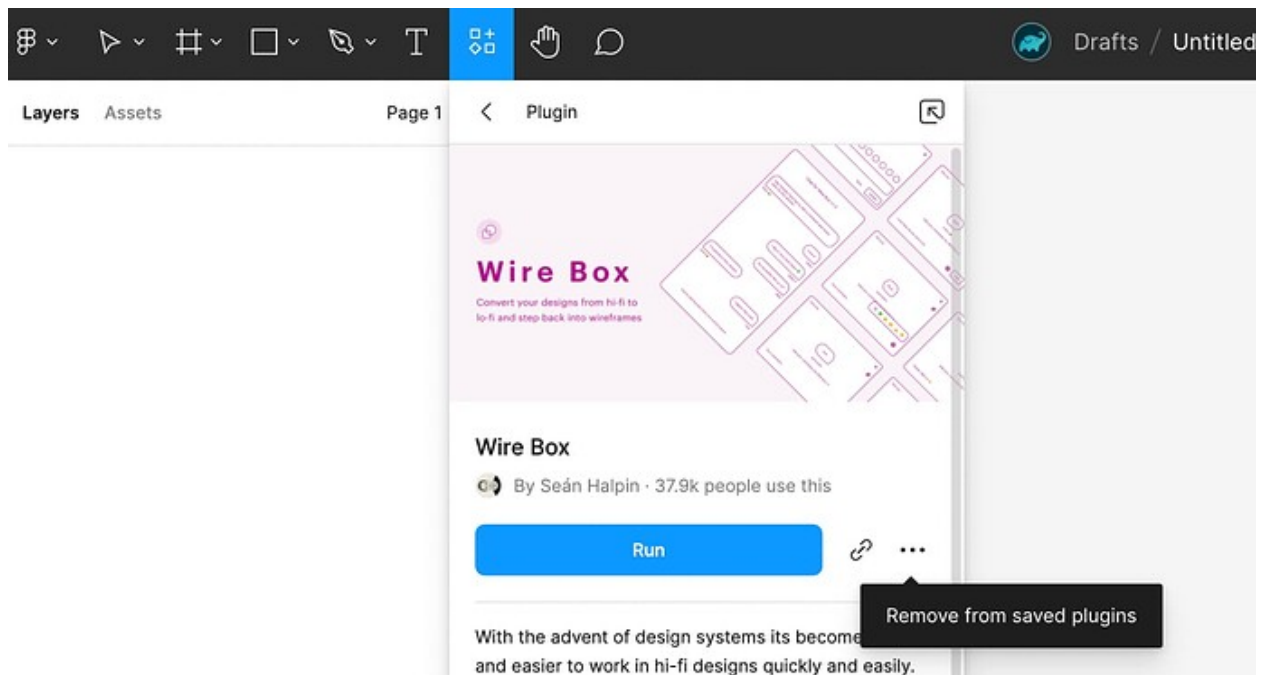 T
Drafts / Untitled
Layers Assets Page 1
Plugin
Wire Box
Convert your designs from hi-fi to
lo-fi and step back into wireframes
Wire Box
By Seán Halpin · 37.9k people use this
Run
Remove from saved plugins
With the advent of design systems its become
and easier to work in hi-fi designs quickly and easily.